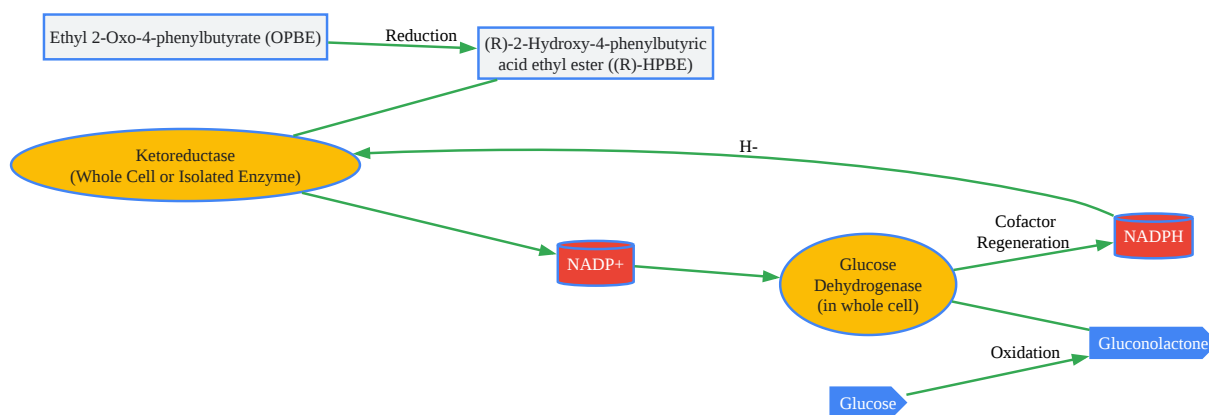 Ethyl 2-Oxo-4-phenylbutyrate (OPBE)
Reduction
(R)-2-Hydroxy-4-phenylbutyric
acid ethyl ester ((R)-HPBE)
Ketoreductase
(Whole Cell or Isolated Enzyme)
H-
NADP+
Glucose
Dehydrogenase
(in whole cell)
Cofactor
Regeneration
NADPH
Gluconolactone
Oxidation
Glucose